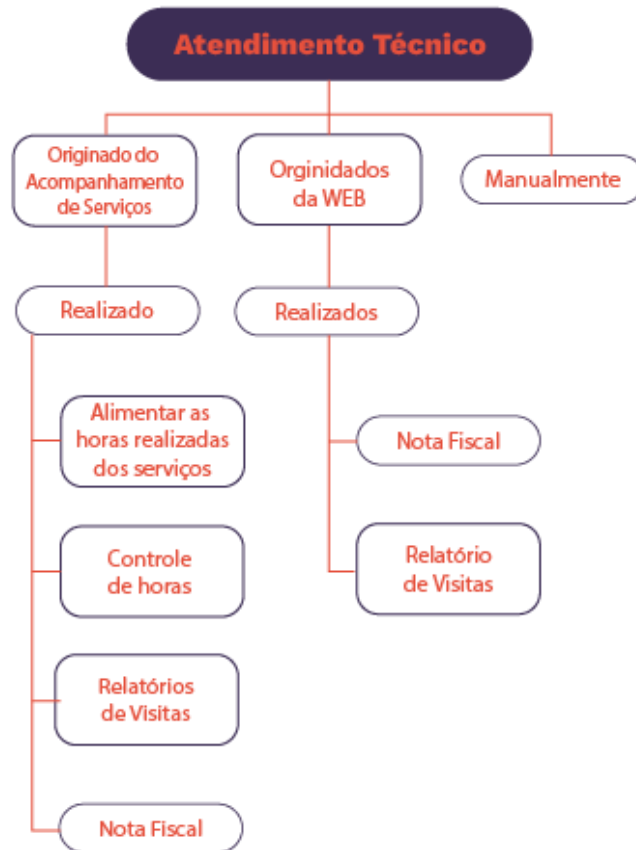 Atendimento Técnico
Originado do
Acompanhamento
de Serviços
Orginidados
da WEB
Manualmente
Realizado
Realizados
Alimentar as
horas realizadas
dos serviços
Controle
de horas
Relatórios
de Visitas
Nota Fiscal
Nota Fiscal
Relatório
de Visitas